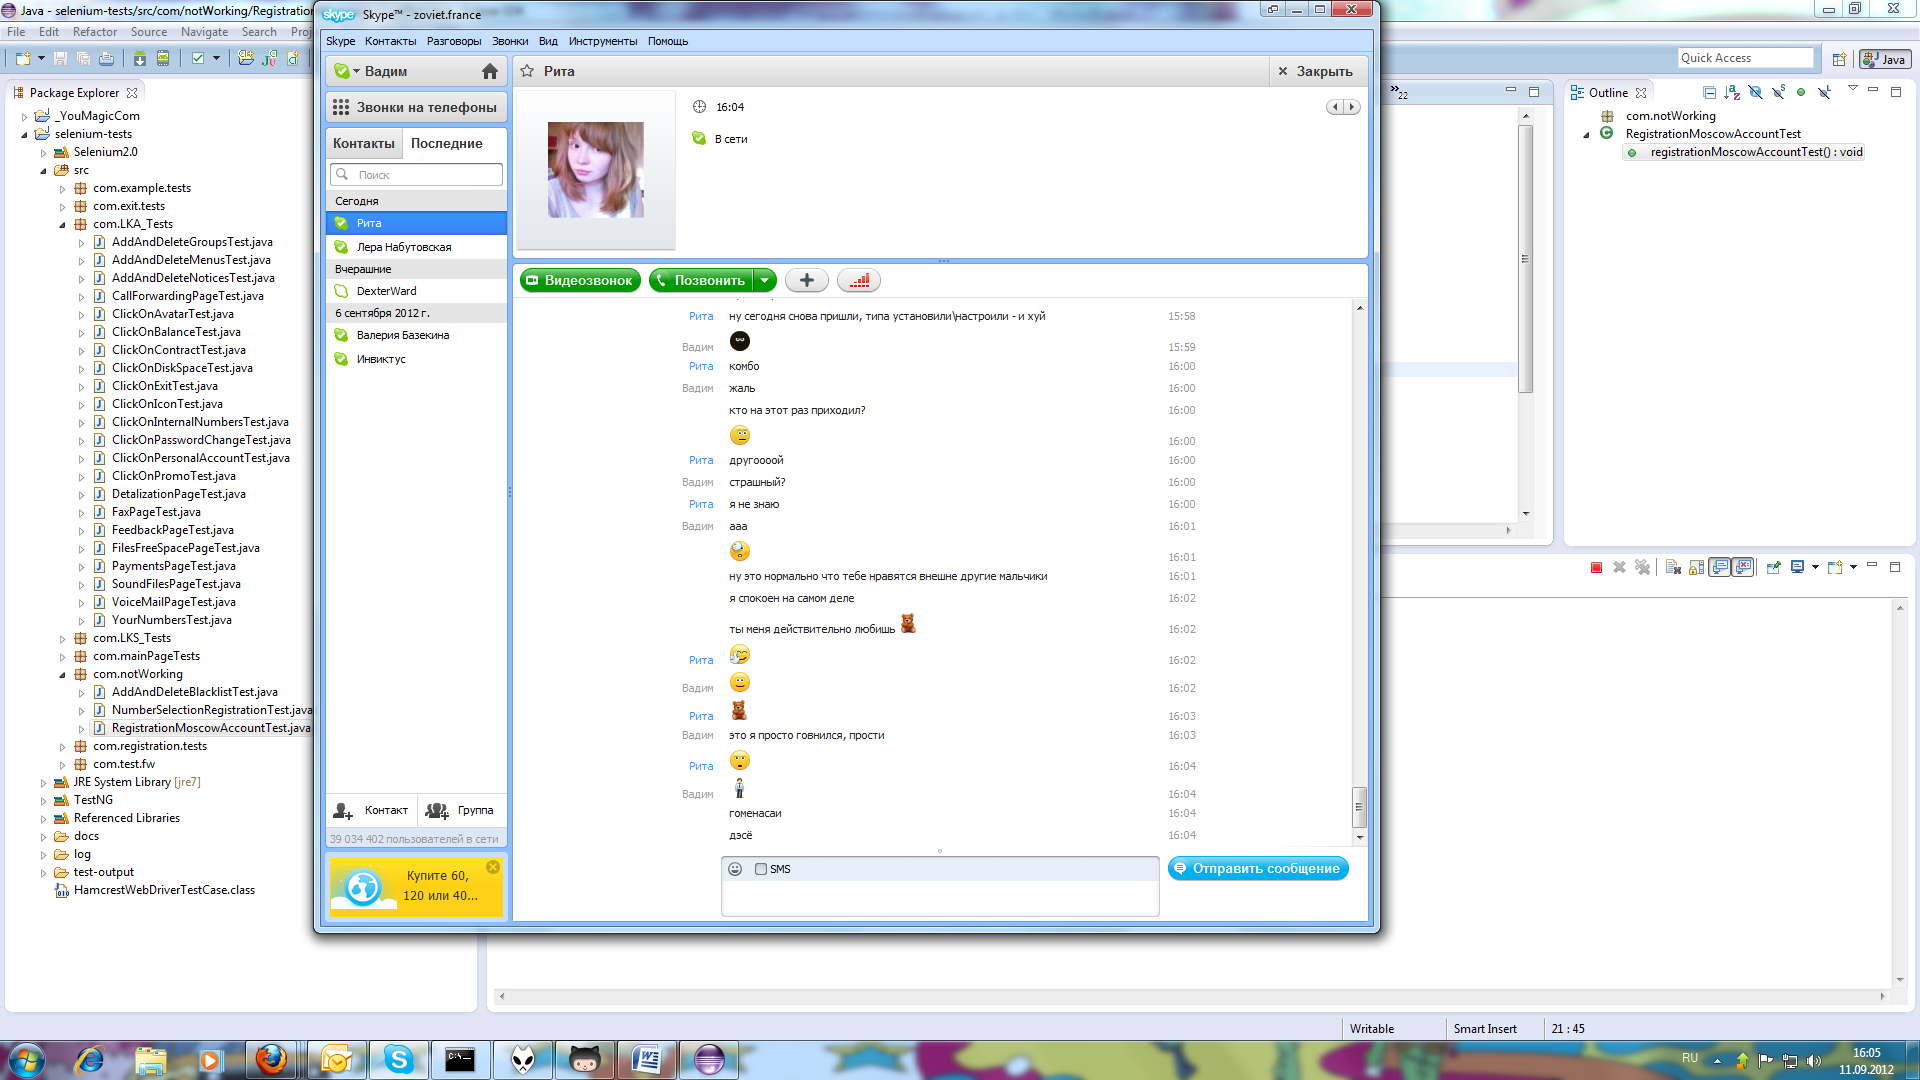 Java - selenium-tests/src/com/notWorking/Registration
File Edit Refactor Source Navigate Search Proj
Quick Access
Java
Package Explorer
_YouMagicCom
selenium-tests
Selenium2.0
src
com.example.tests
com.exit.tests
com.LKA_Tests
AddAndDeleteGroupsTest.java
AddAndDeleteMenusTest.java
AddAndDeleteNoticesTest.java
CallForwardingPageTest.java
ClickOnAvatarTest.java
ClickOnBalanceTest.java
ClickOnContractTest.java
ClickOnDiskSpaceTest.java
ClickOnExitTest.java
ClickOnIconTest.java
ClickOnInternalNumbersTest.java
ClickOnPasswordChangeTest.java
ClickOnPersonalAccountTest.java
ClickOnPromoTest.java
DetalizationPageTest.java
FaxPageTest.java
FeedbackPageTest.java
FilesFreeSpacePageTest.java
PaymentsPageTest.java
SoundFilesPageTest.java
VoiceMailPageTest.java
YourNumbersTest.java
com.LKS_Tests
com.mainPageTests
com.notWorking
AddAndDeleteBlacklistTest.java
NumberSelectionRegistrationTest.java
RegistrationMoscowAccountTest.java
com.registration.tests
com.test.fw
JRE System Library [jre7]
TestNG
Referenced Libraries
docs
log
test-output
HamcrestWebDriverTestCase.class
skype Skype™ - zoviet.france
Skype Контакты Разговоры Звонки Вид Инструменты Помощь
Вадим
Звонки на телефоны
Контакты Последние
Поиск
Сегодня
Рита
Лера Набутовская
Вчерашние
DexterWard
6 сентября 2012 г.
Валерия Базекина
Инвиктус
Контакт Группа
39 034 402 пользователей в сети
Купите 60,
120 или 40...
Рита
Закрыть
16:04
В сети
Видеозвонок Позвонить
Рита ну сегодня снова пришли, типа установили\настроили - и хуй 15:58
Вадим 15:59
Рита комбо 16:00
Вадим жаль 16:00
кто на этот раз приходил? 16:00
16:00
Рита другоооой 16:00
Вадим страшный? 16:00
Рита я не знаю 16:00
Вадим ааа 16:01
16:01
ну это нормально что тебе нравятся внешне другие мальчики 16:01
я спокоен на самом деле 16:02
ты меня действительно любишь 16:02
Рита 16:02
Вадим 16:02
Рита 16:03
Вадим это я просто говнился, прости 16:03
Рита 16:04
Вадим 16:04
гоменасаи 16:04
дэсё 16:04
SMS
Отправить сообщение
22
Outline
com.notWorking
RegistrationMoscowAccountTest
registrationMoscowAccountTest() : void
Writable Smart Insert 21 : 45
RU
16:05
11.09.2012